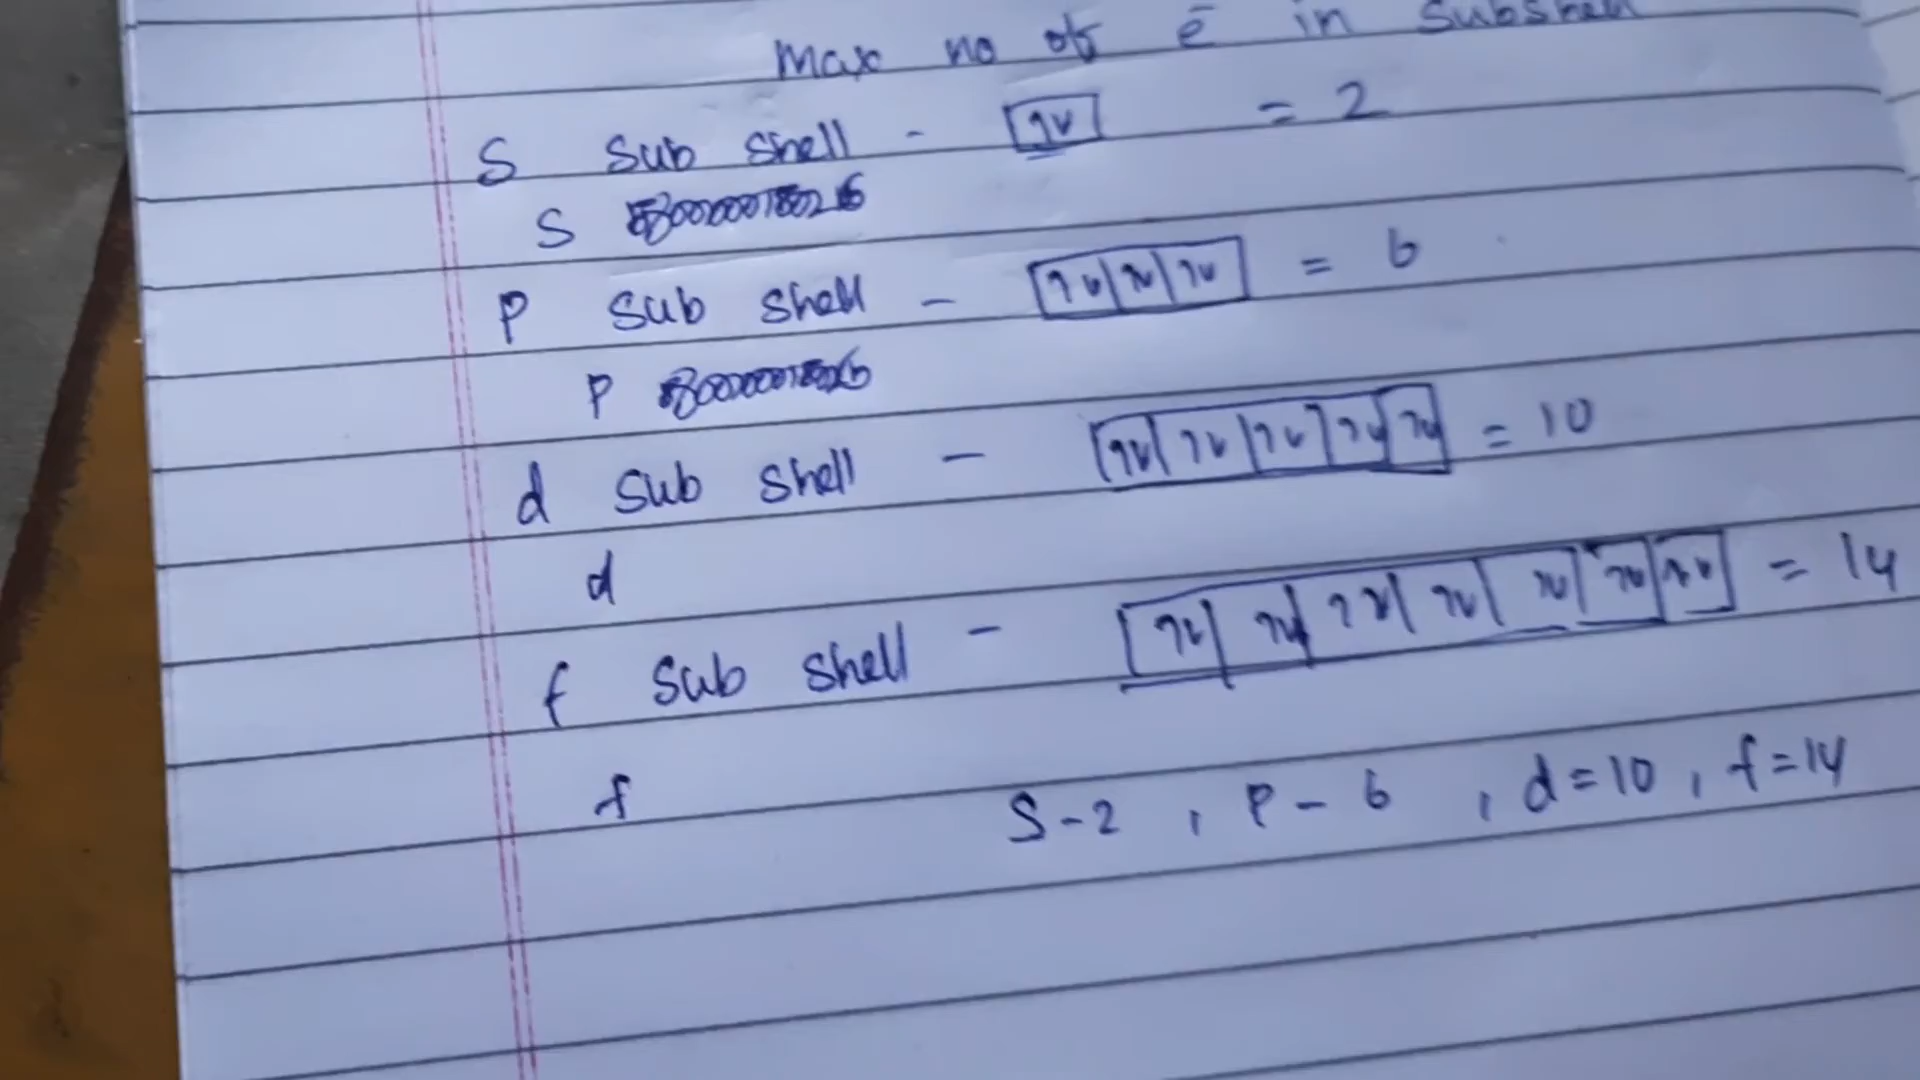 Max no of e̅ in Subshell
S Sub shell - [↿⇂] = 2
S
P Sub shell - [↿⇂|↿⇂|↿⇂] = 6
P
d Sub shell - [↿⇂|↿⇂|↿⇂|↿⇂|↿⇂] = 10
d
f Sub shell - [↿⇂|↿⇂|↿⇂|↿⇂|↿⇂|↿⇂|↿⇂] = 14
f
S-2 , P-6 , d=10 , f=14